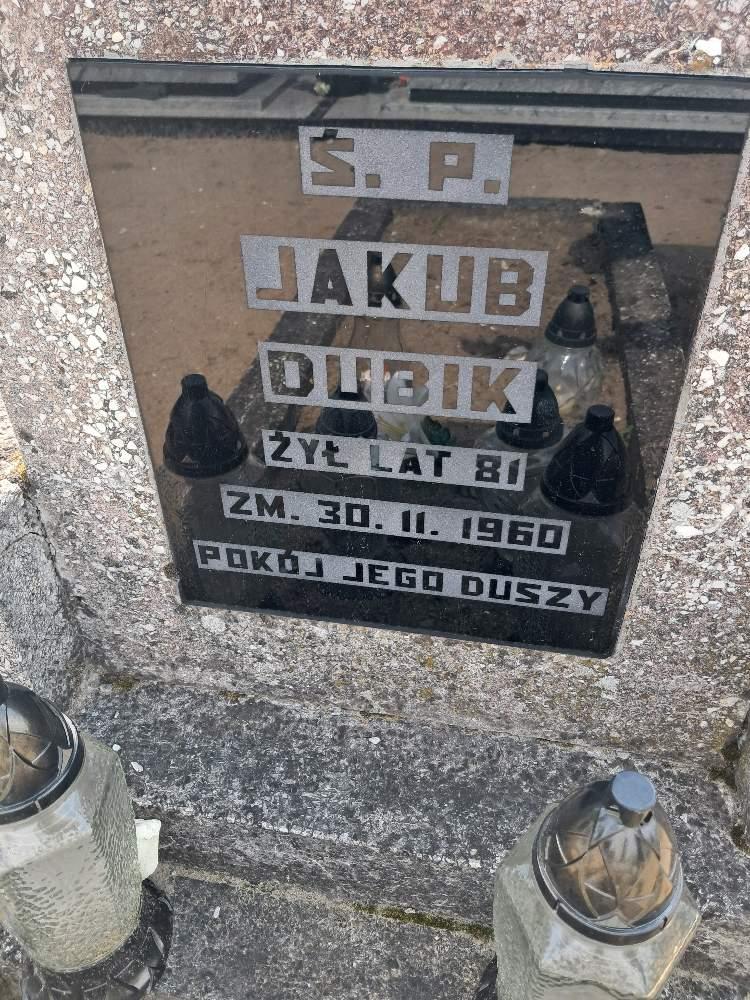 Ś. P.
JAKUB
DUBIK
ŻYŁ LAT 81
ZM. 30. 11. 1960
POKÓJ JEGO DUSZY